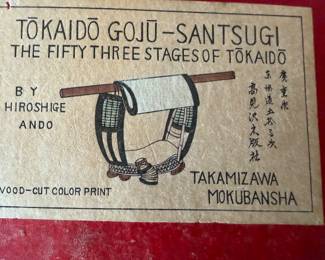 TŌKAIDŌ GOJŪ-SANTSUGI
THE FIFTY THREE STAGES OF TŌKAIDŌ
BY
HIROSHIGE
ANDO
廣重畫
東海道五十三次
高見沢木版社
WOOD-CUT COLOR PRINT
TAKAMIZAWA
MOKUBANSHA